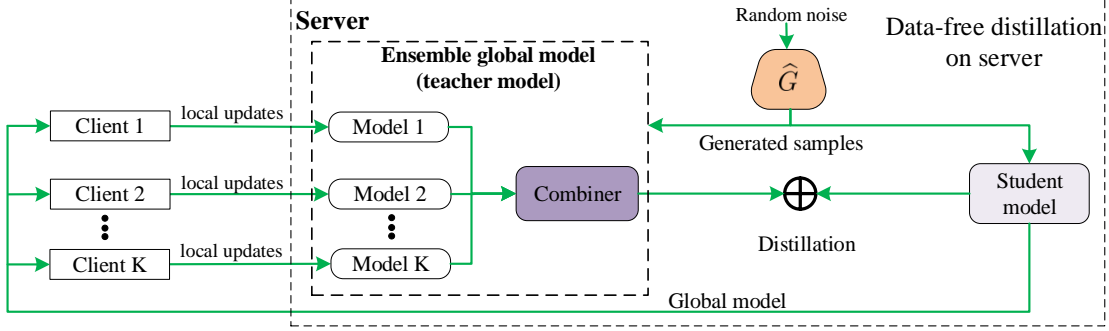 Server
Random noise
Data-free distillation
on server
Ensemble global model
(teacher model)
Ĝ
Client 1
local updates
Model 1
Generated samples
Client 2
local updates
Model 2
Combiner
Student
model
Distillation
Client K
local updates
Model K
Global model